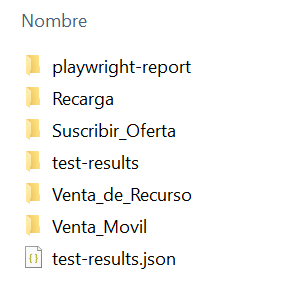 Nombre
playwright-report
Recarga
Suscribir_Oferta
test-results
Venta_de_Recurso
Venta_Movil
test-results.json